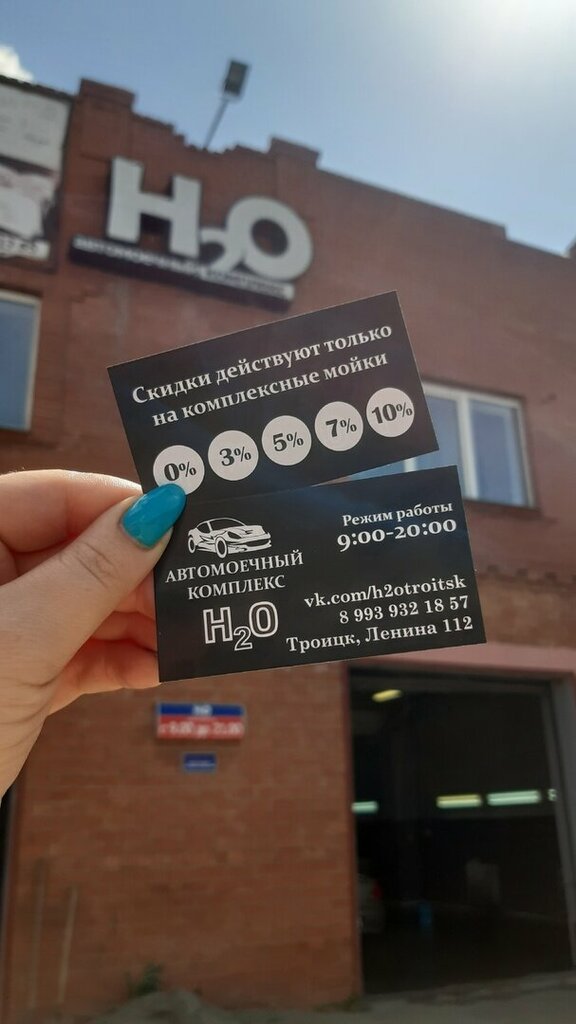 H2O
АВТОМОЕЧНЫЙ
Скидки действуют только
на комплексные мойки
0% 3% 5% 7% 10%
АВТОМОЕЧНЫЙ
КОМПЛЕКС
H2O
Режим работы
9:00-20:00
vk.com/h2otroitsk
8 993 932 18 57
Троицк, Ленина 112